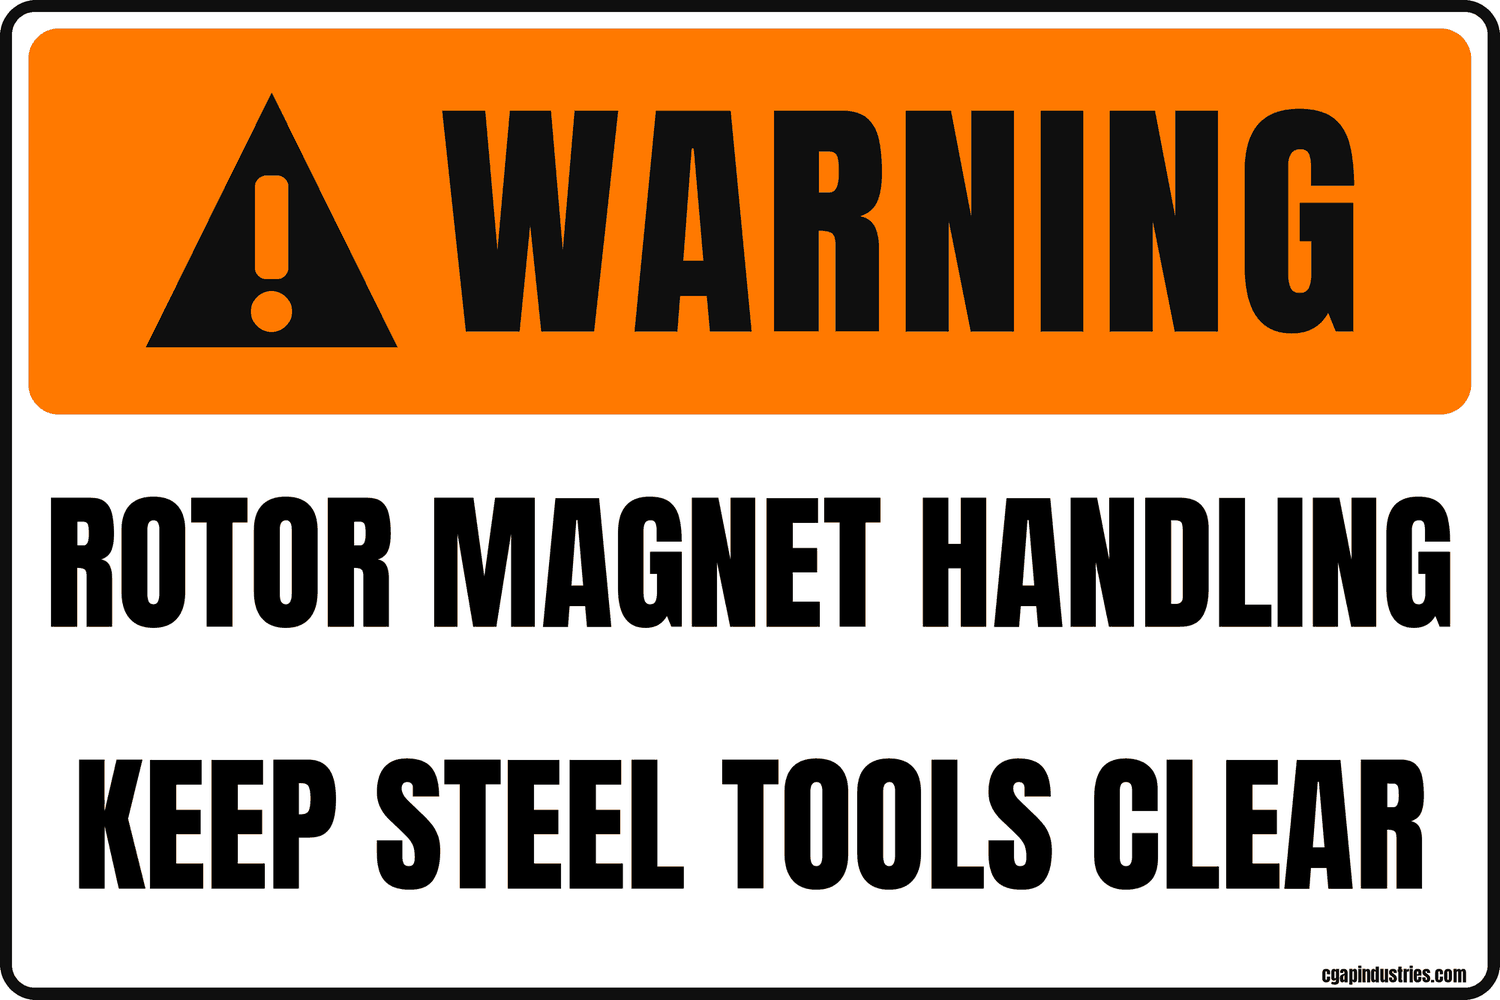 WARNING
ROTOR MAGNET HANDLING
KEEP STEEL TOOLS CLEAR
cgapindustries.com